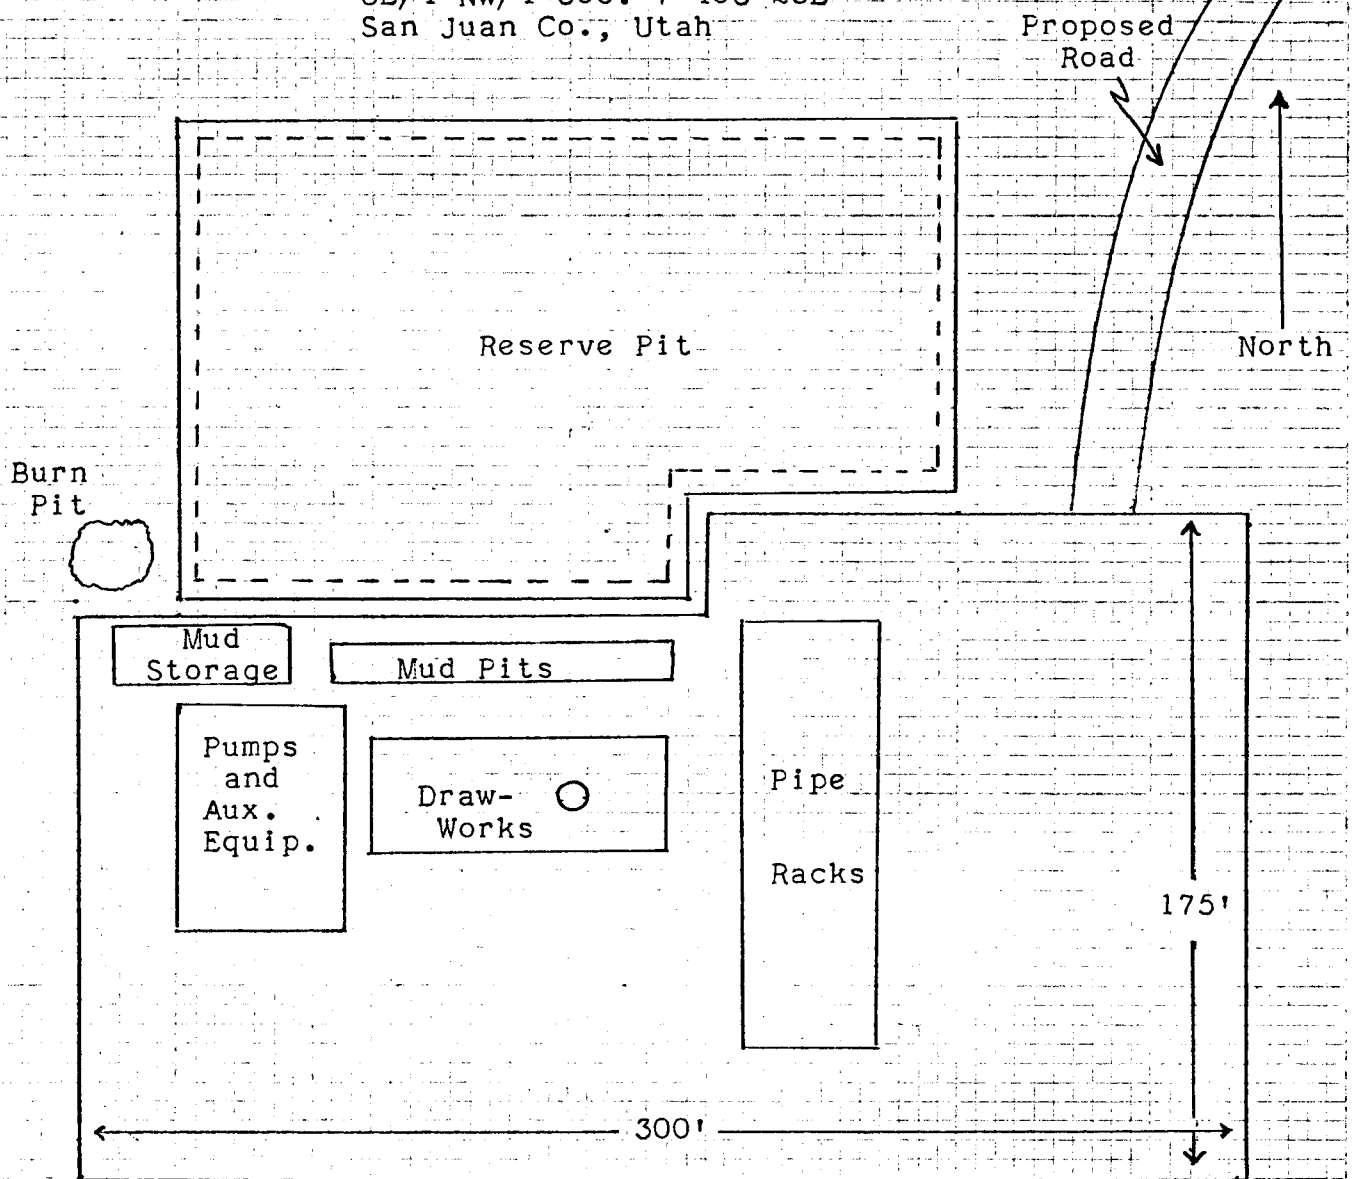 San Juan Co., Utah
Proposed
Road
North
Reserve Pit
Burn
Pit
Mud
Storage
Mud Pits
Pumps
and
Aux.
Equip.
Draw-
Works
Pipe
Racks
175'
300'